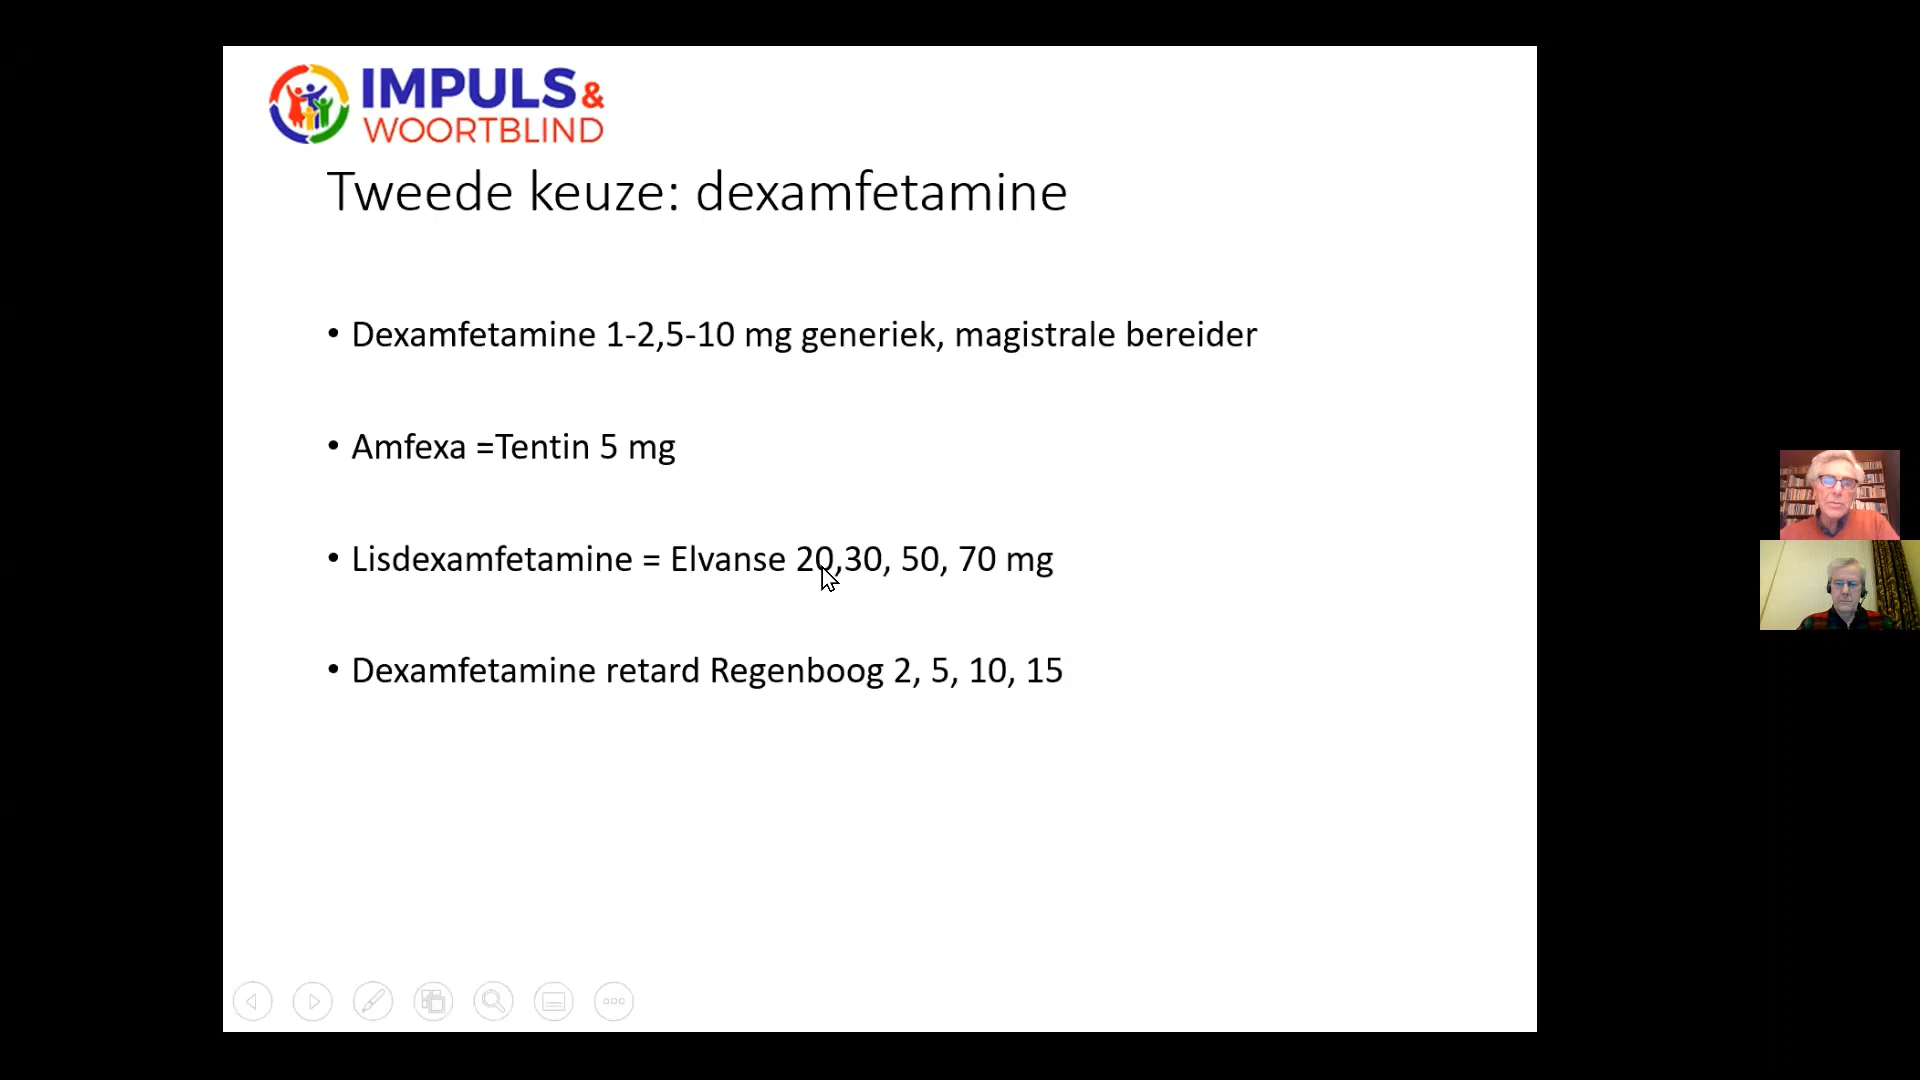 IMPULS &
WOORTBLIND
Tweede keuze: dexamfetamine
• Dexamfetamine 1-2,5-10 mg generiek, magistrale bereider
• Amfexa =Tentin 5 mg
• Lisdexamfetamine = Elvanse 20,30, 50, 70 mg
• Dexamfetamine retard Regenboog 2, 5, 10, 15